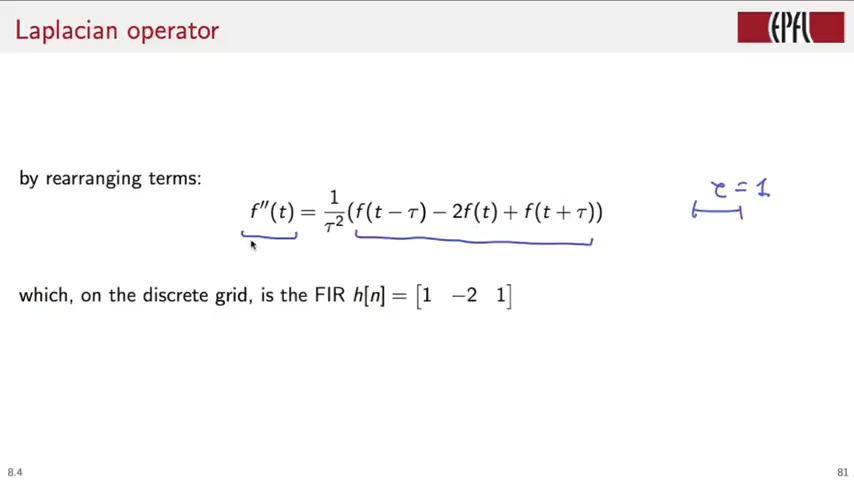 Laplacian operator
EPFL
by rearranging terms:
τ = 1
f″(t) = 1/τ² (f(t − τ) − 2f(t) + f(t + τ))
which, on the discrete grid, is the FIR h[n] = [1 −2 1]
8.4
81